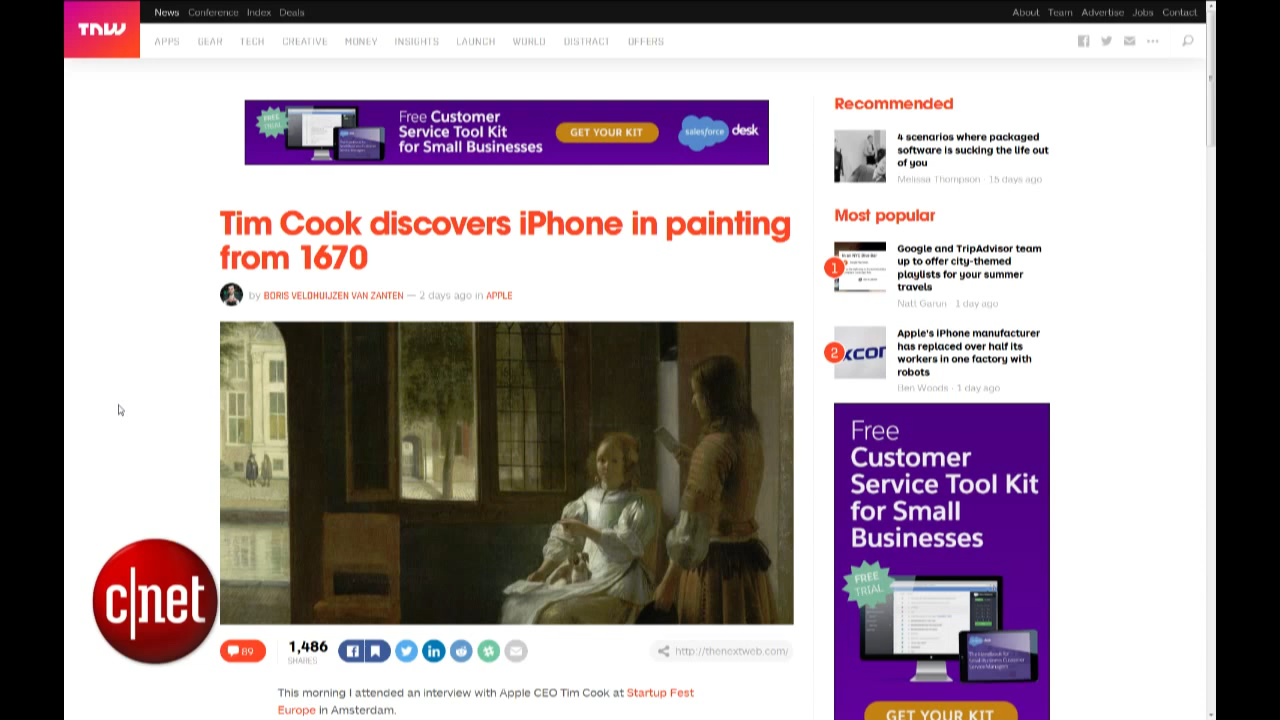 TNW
News Conference Index Deals
About Team Advertise Jobs Contact
APPS GEAR TECH CREATIVE MONEY INSIGHTS LAUNCH WORLD DISTRACT OFFERS
FREE
TRIAL
Free Customer
Service Tool Kit
for Small Businesses
GET YOUR KIT
salesforce desk
Tim Cook discovers iPhone in painting
from 1670
by BORIS VELDHUIJZEN VAN ZANTEN — 2 days ago in APPLE
c|net
89
1,486
SHARES
http://thenextweb.com/
This morning I attended an interview with Apple CEO Tim Cook at Startup Fest
Europe in Amsterdam.
Recommended
4 scenarios where packaged
software is sucking the life out
of you
Melissa Thompson · 15 days ago
Most popular
1
Google and TripAdvisor team
up to offer city-themed
playlists for your summer
travels
Natt Garun · 1 day ago
2
xcor
Apple's iPhone manufacturer
has replaced over half its
workers in one factory with
robots
Ben Woods · 1 day ago
Free
Customer
Service Tool Kit
for Small
Businesses
FREE
TRIAL
GET YOUR KIT